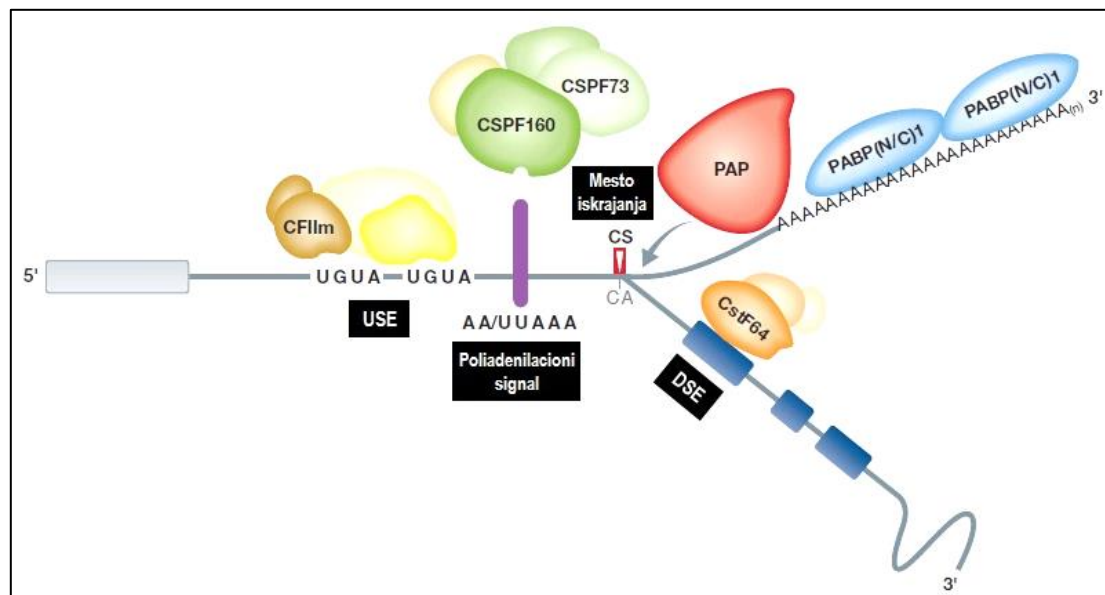 CSPF73
CSPF160
PABP(N/C)1
PABP(N/C)1
AAAAAAAAAAAAAAAAAAAAAAAA(n) 3'
PAP
Mesto
iskrajanja
CFIIm
CS
5'
UGUA UGUA
CA
USE
AA/UUAAA
CstF64
Poliadenilacioni
signal
DSE
3'